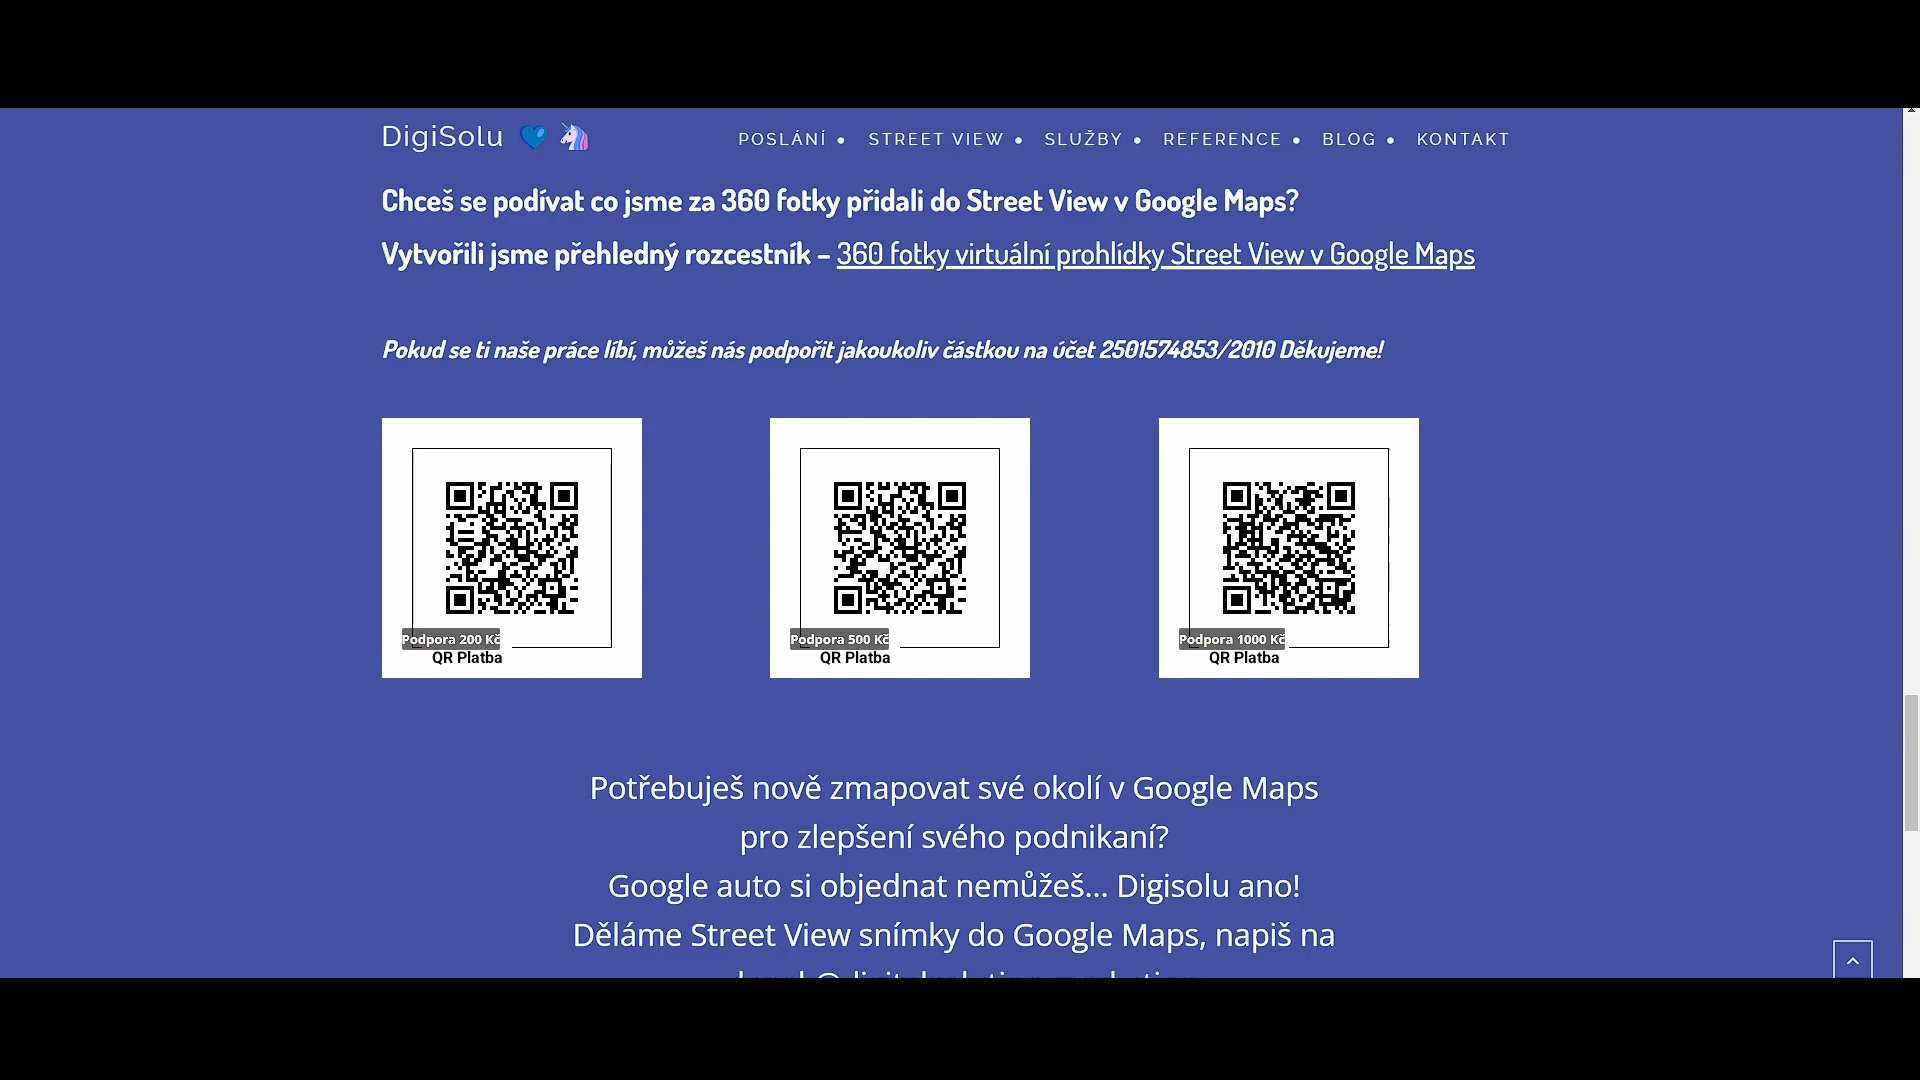 DigiSolu 💙 🦄
POSLÁNÍ • STREET VIEW • SLUŽBY • REFERENCE • BLOG • KONTAKT
Chceš se podívat co jsme za 360 fotky přidali do Street View v Google Maps?
Vytvořili jsme přehledný rozcestník – 360 fotky virtuální prohlídky Street View v Google Maps
Pokud se ti naše práce líbí, můžeš nás podpořit jakoukoliv částkou na účet 2501574853/2010 Děkujeme!
Podpora 200 Kč
QR Platba
Podpora 500 Kč
QR Platba
Podpora 1000 Kč
QR Platba
Potřebuješ nově zmapovat své okolí v Google Maps
pro zlepšení svého podnikaní?
Google auto si objednat nemůžeš... Digisolu ano!
Děláme Street View snímky do Google Maps, napiš na